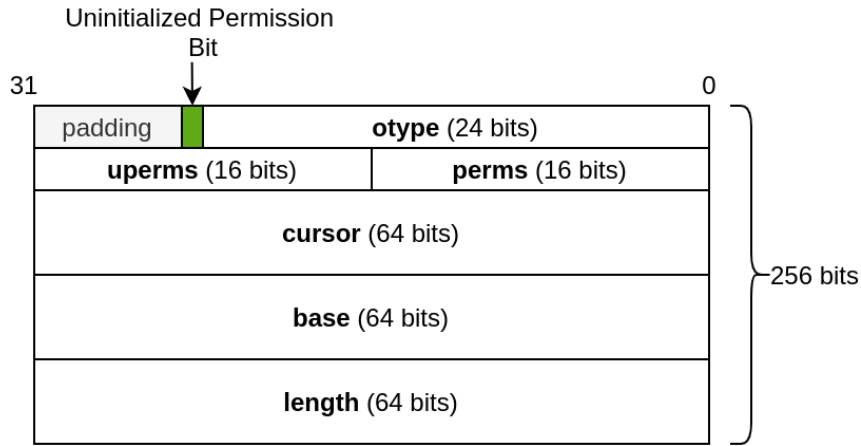 Uninitialized Permission
Bit
31
0
padding
otype (24 bits)
uperms (16 bits)
perms (16 bits)
cursor (64 bits)
256 bits
base (64 bits)
length (64 bits)